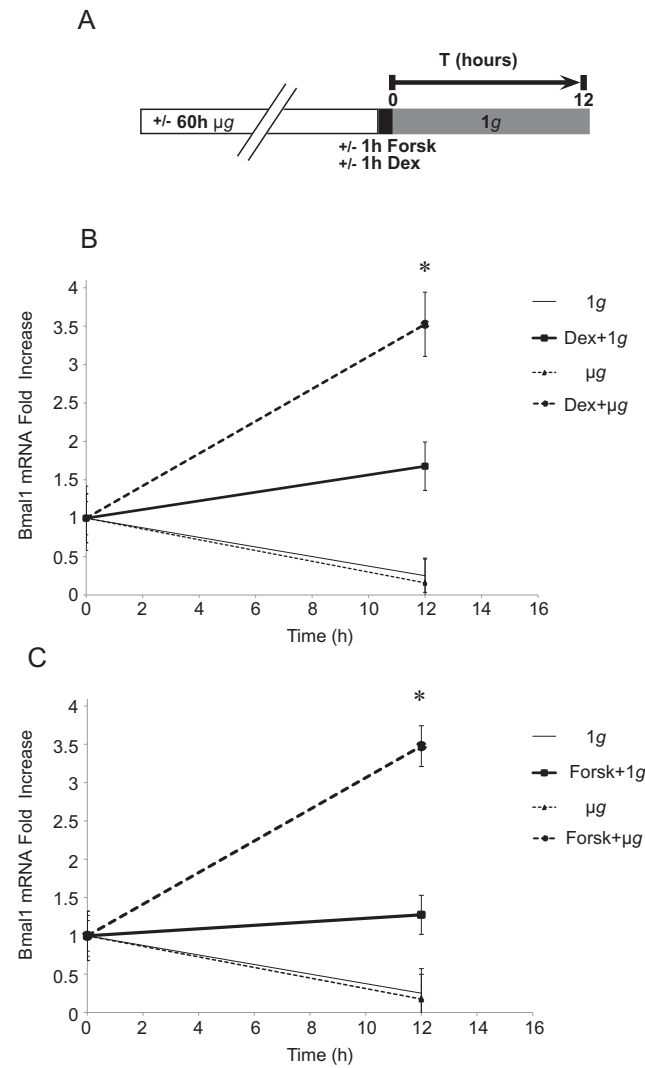 A
T (hours)
0 12
+/- 60h µg
1g
+/- 1h Forsk
+/- 1h Dex
B
*
Bmal1 mRNA Fold Increase
4
3.5
3
2.5
2
1.5
1
0.5
0
0 2 4 6 8 10 12 14 16
Time (h)
1g
Dex+1g
µg
Dex+µg
C
*
Bmal1 mRNA Fold Increase
4
3.5
3
2.5
2
1.5
1
0.5
0
0 2 4 6 8 10 12 14 16
Time (h)
1g
Forsk+1g
µg
Forsk+µg